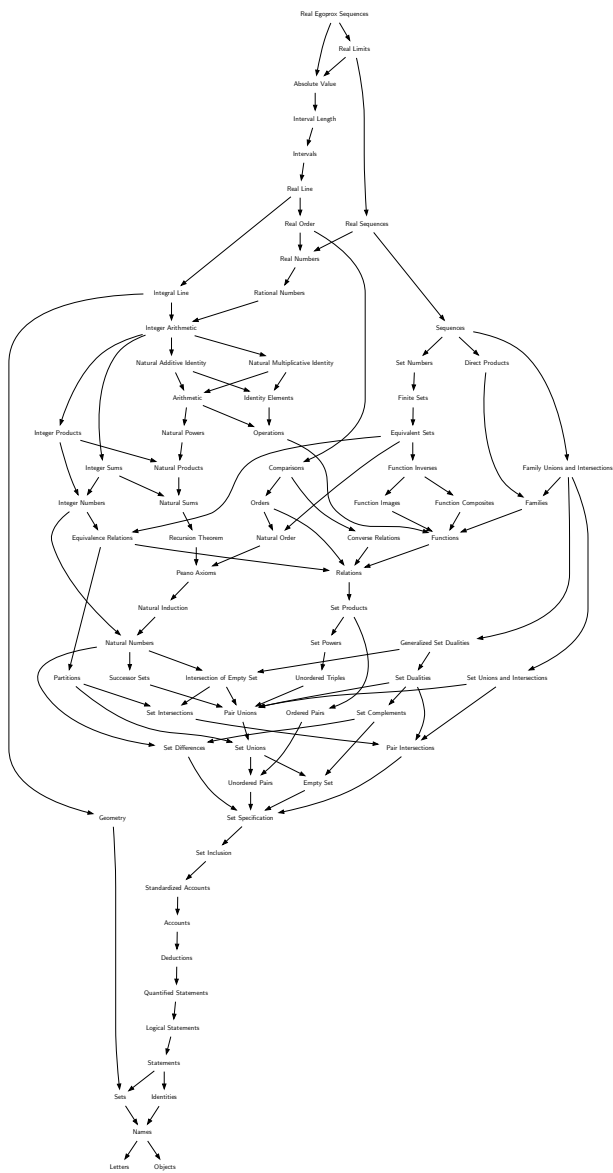 Real Egoprox Sequences
Real Limits
Absolute Value
Interval Length
Intervals
Real Line
Real Order
Real Sequences
Real Numbers
Integral Line
Rational Numbers
Integer Arithmetic
Sequences
Natural Additive Identity
Natural Multiplicative Identity
Set Numbers
Direct Products
Arithmetic
Identity Elements
Finite Sets
Integer Products
Natural Powers
Operations
Equivalent Sets
Integer Sums
Natural Products
Comparisons
Function Inverses
Family Unions and Intersections
Integer Numbers
Natural Sums
Orders
Function Images
Function Composites
Families
Equivalence Relations
Recursion Theorem
Natural Order
Converse Relations
Functions
Peano Axioms
Relations
Natural Induction
Set Products
Natural Numbers
Set Powers
Generalized Set Dualities
Partitions
Successor Sets
Intersection of Empty Set
Unordered Triples
Set Dualities
Set Unions and Intersections
Set Intersections
Pair Unions
Ordered Pairs
Set Complements
Set Differences
Set Unions
Pair Intersections
Unordered Pairs
Empty Set
Geometry
Set Specification
Set Inclusion
Standardized Accounts
Accounts
Deductions
Quantified Statements
Logical Statements
Statements
Sets
Identities
Names
Letters
Objects